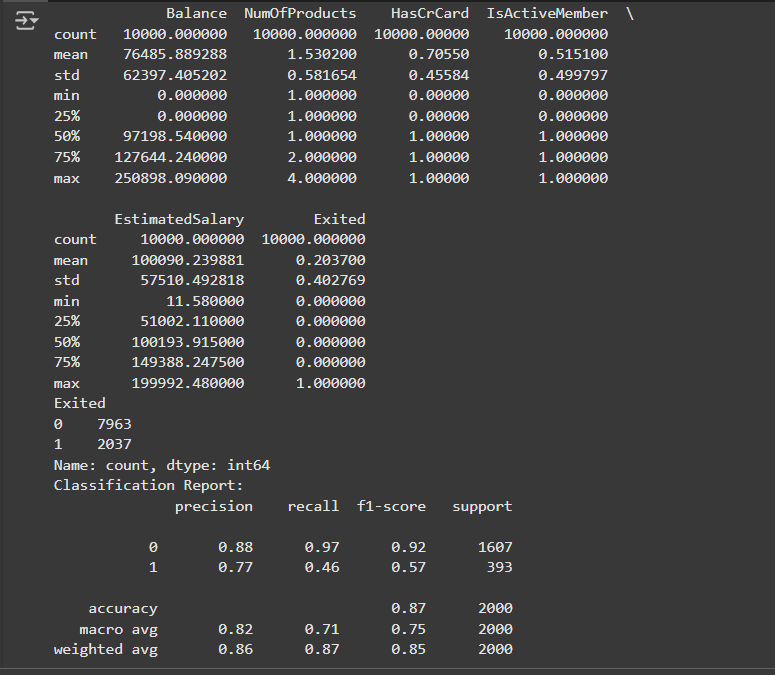 Balance NumOfProducts HasCrCard IsActiveMember \
count 10000.000000 10000.000000 10000.00000 10000.000000
mean 76485.889288 1.530200 0.70550 0.515100
std 62397.405202 0.581654 0.45584 0.499797
min 0.000000 1.000000 0.00000 0.000000
25% 0.000000 1.000000 0.00000 0.000000
50% 97198.540000 1.000000 1.00000 1.000000
75% 127644.240000 2.000000 1.00000 1.000000
max 250898.090000 4.000000 1.00000 1.000000
EstimatedSalary Exited
count 10000.000000 10000.000000
mean 100090.239881 0.203700
std 57510.492818 0.402769
min 11.580000 0.000000
25% 51002.110000 0.000000
50% 100193.915000 0.000000
75% 149388.247500 0.000000
max 199992.480000 1.000000
Exited
0 7963
1 2037
Name: count, dtype: int64
Classification Report:
precision recall f1-score support
0 0.88 0.97 0.92 1607
1 0.77 0.46 0.57 393
accuracy 0.87 2000
macro avg 0.82 0.71 0.75 2000
weighted avg 0.86 0.87 0.85 2000